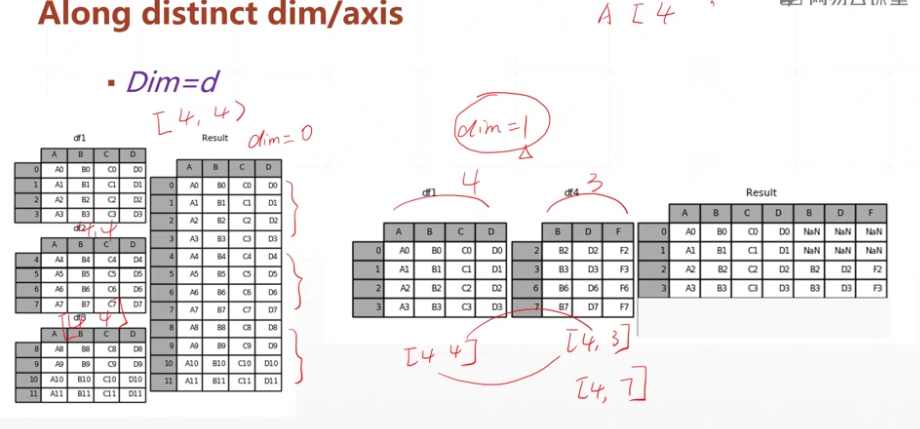 Along distinct dim/axis
A [ 4
▪ Dim=d
[4, 4)
dim=0
df1
A B C D
0 A0 B0 C0 D0
1 A1 B1 C1 D1
2 A2 B2 C2 D2
3 A3 B3 C3 D3
df2
4, 4
A B C D
4 A4 B4 C4 D4
5 A5 B5 C5 D5
6 A6 B6 C6 D6
7 A7 B7 C7 D7
df3
A B C D
8 A8 B8 C8 D8
9 A9 B9 C9 D9
10 A10 B10 C10 D10
11 A11 B11 C11 D11
Result
A B C D
0 A0 B0 C0 D0
1 A1 B1 C1 D1
2 A2 B2 C2 D2
3 A3 B3 C3 D3
4 A4 B4 C4 D4
5 A5 B5 C5 D5
6 A6 B6 C6 D6
7 A7 B7 C7 D7
8 A8 B8 C8 D8
9 A9 B9 C9 D9
10 A10 B10 C10 D10
11 A11 B11 C11 D11
dim=1
4
3
df1
A B C D
0 A0 B0 C0 D0
1 A1 B1 C1 D1
2 A2 B2 C2 D2
3 A3 B3 C3 D3
df4
B D F
2 B2 D2 F2
3 B3 D3 F3
6 B6 D6 F6
7 B7 D7 F7
Result
A B C D B D F
0 A0 B0 C0 D0 NaN NaN NaN
1 A1 B1 C1 D1 NaN NaN NaN
2 A2 B2 C2 D2 B2 D2 F2
3 A3 B3 C3 D3 B3 D3 F3
[4 4]
[4, 3]
[4, 7]